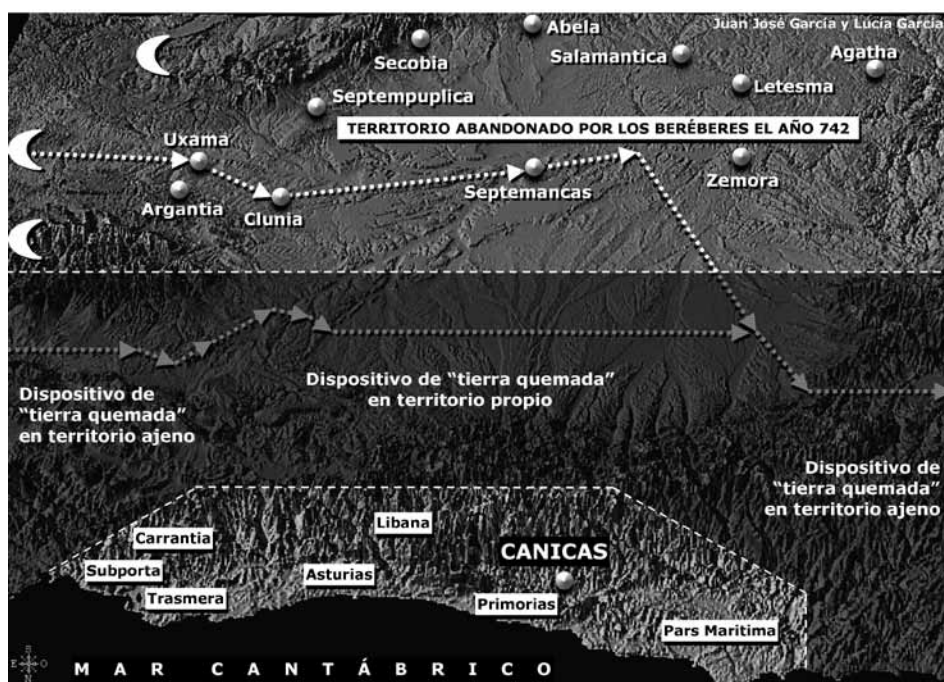 Juan José García y Lucía García
Abela
Secobia
Salamantica
Agatha
Letesma
Septempuplica
TERRITORIO ABANDONADO POR LOS BERÉBERES EL AÑO 742
Uxama
Septemancas
Zemora
Argantia
Clunia
Dispositivo de
“tierra quemada”
en territorio ajeno
Dispositivo de “tierra quemada”
en territorio propio
Dispositivo de
“tierra quemada”
en territorio ajeno
Libana
Carrantia
CANICAS
Subporta
Asturias
Trasmera
Primorias
Pars Maritima
E O
MAR CANTÁBRICO